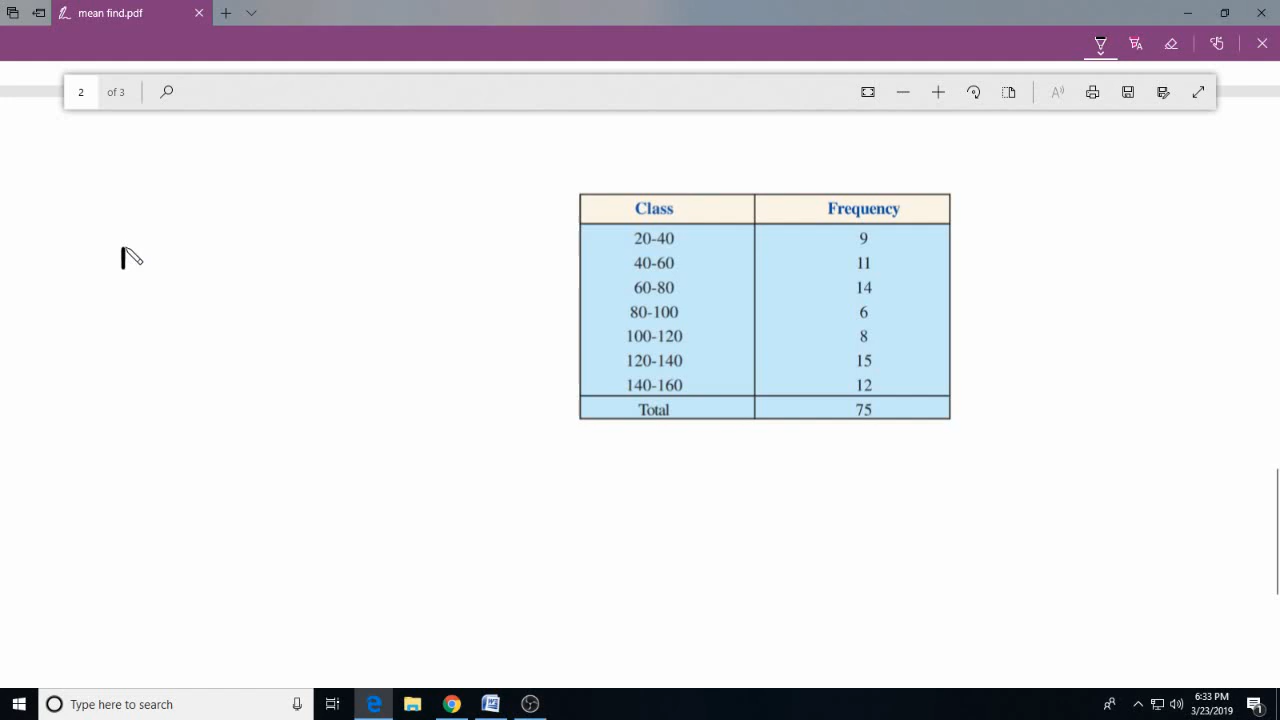 mean find.pdf
2 of 3
Class Frequency
20-40 9
40-60 11
60-80 14
80-100 6
100-120 8
120-140 15
140-160 12
Total 75
Type here to search
6:33 PM
3/23/2019